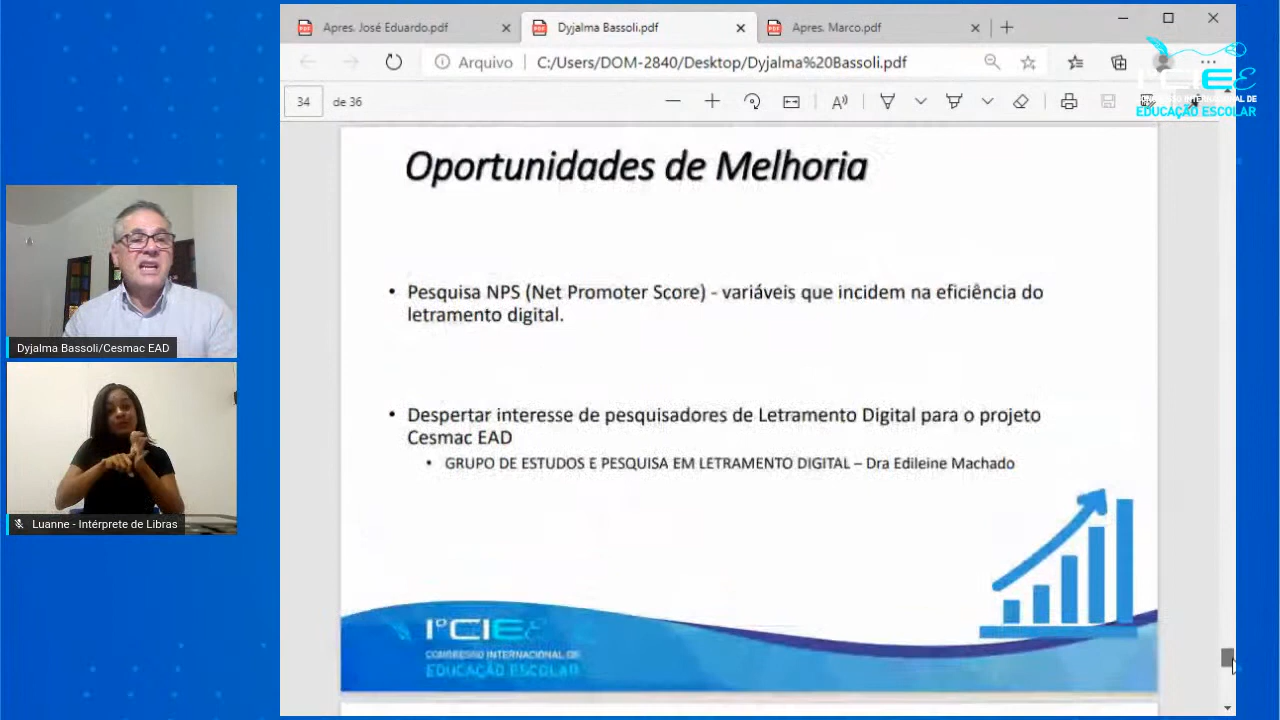 Apres. José Eduardo.pdf
Dyjalma Bassoli.pdf
Apres. Marco.pdf
Arquivo
C:/Users/DOM-2840/Desktop/Dyjalma%20Bassoli.pdf
34 de 36
1º CIEE
EDUCAÇÃO ESCOLAR
Oportunidades de Melhoria
• Pesquisa NPS (Net Promoter Score) - variáveis que incidem na eficiência do
letramento digital.
• Despertar interesse de pesquisadores de Letramento Digital para o projeto
Cesmac EAD
• GRUPO DE ESTUDOS E PESQUISA EM LETRAMENTO DIGITAL – Dra Edileine Machado
1º CIEE
CONGRESSO INTERNACIONAL DE
EDUCAÇÃO ESCOLAR
Dyjalma Bassoli/Cesmac EAD
Luanne - Intérprete de Libras